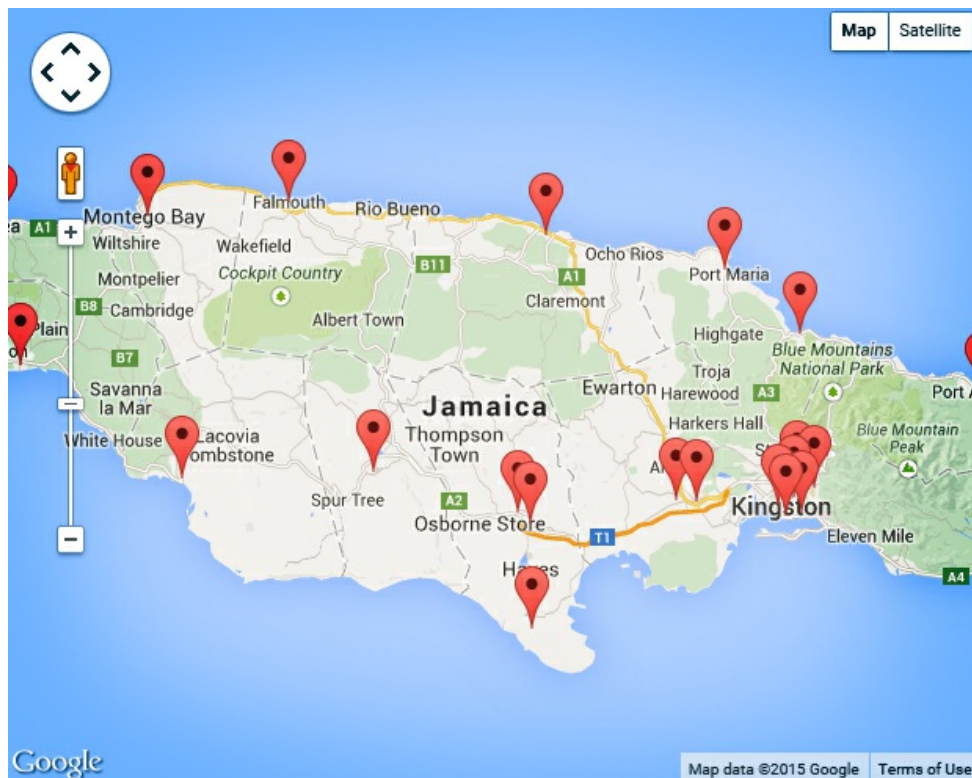 Map
Satellite
Falmouth
Rio Bueno
Montego Bay
A1
Wiltshire
Wakefield
Ocho Rios
B11
A1
Port Maria
Montpelier
Cockpit Country
Claremont
B8
Cambridge
Albert Town
Highgate
Plain
Blue Mountains
National Park
B7
Troja
Ewarton
Harewood
A3
Savanna
la Mar
Jamaica
Harkers Hall
White House
Lacovia
Thompson
Town
Blue Mountain
Peak
Spur Tree
A2
Osborne Store
Kingston
T1
Eleven Mile
Hayes
A4
Google
Map data ©2015 Google
Terms of Use